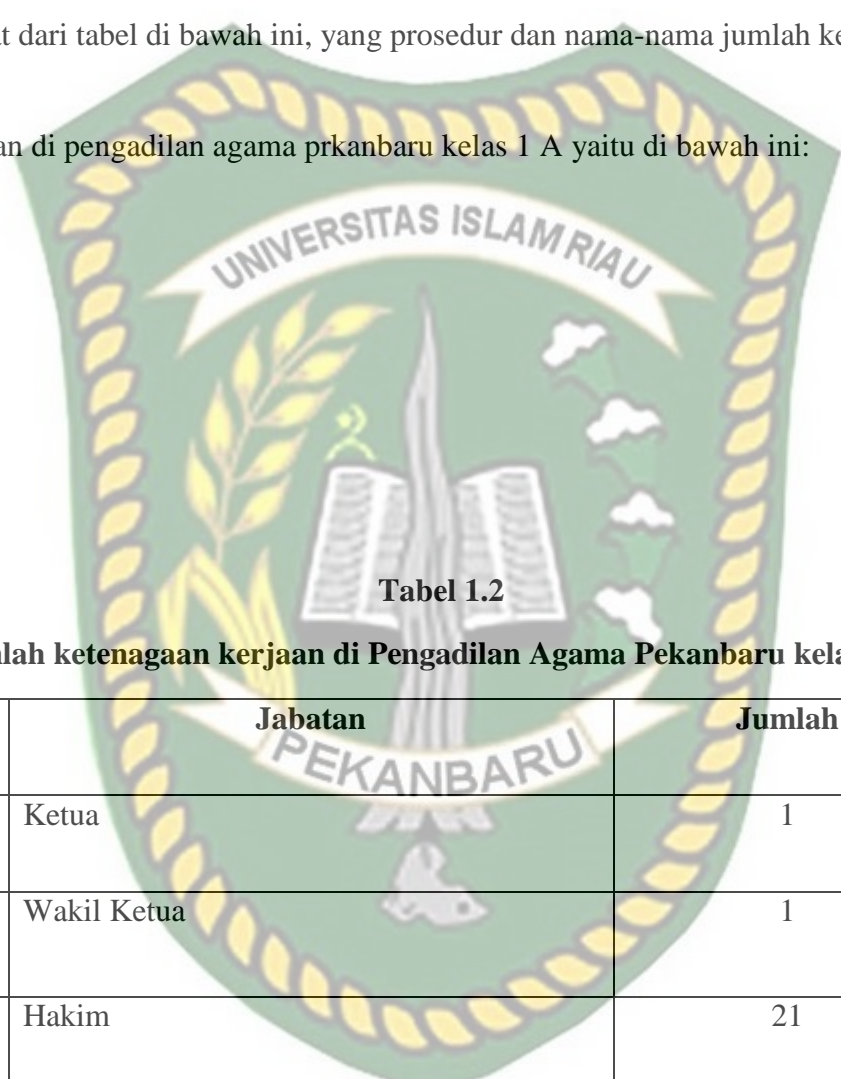 t dari tabel di bawah ini, yang prosedur dan nama-nama jumlah ke
an di pengadilan agama prkanbaru kelas 1 A yaitu di bawah ini:
UNIVERSITAS ISLAM RIAU
Tabel 1.2
lah ketenagaan kerjaan di Pengadilan Agama Pekanbaru kela
Jabatan Jumlah
PEKANBARU
Ketua 1
Wakil Ketua 1
Hakim 21